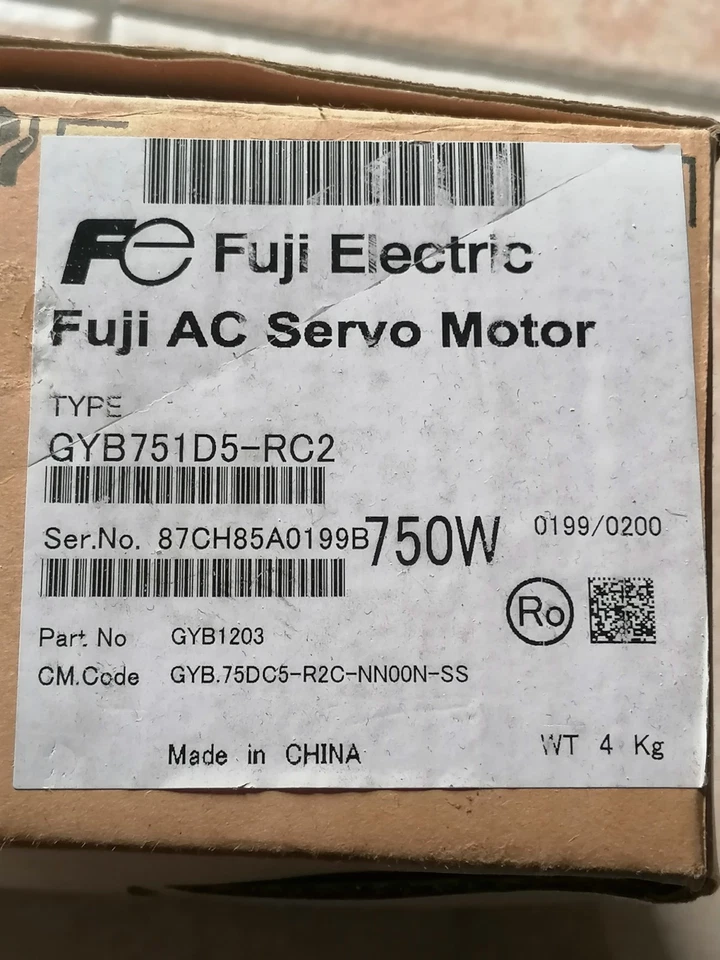 Fe Fuji Electric
Fuji AC Servo Motor
TYPE
GYB751D5-RC2
Ser.No. 87CH85A0199B 750W 0199/0200
Ro
Part No GYB1203
CM.Code GYB.75DC5-R2C-NN00N-SS
Made in CHINA WT 4 Kg